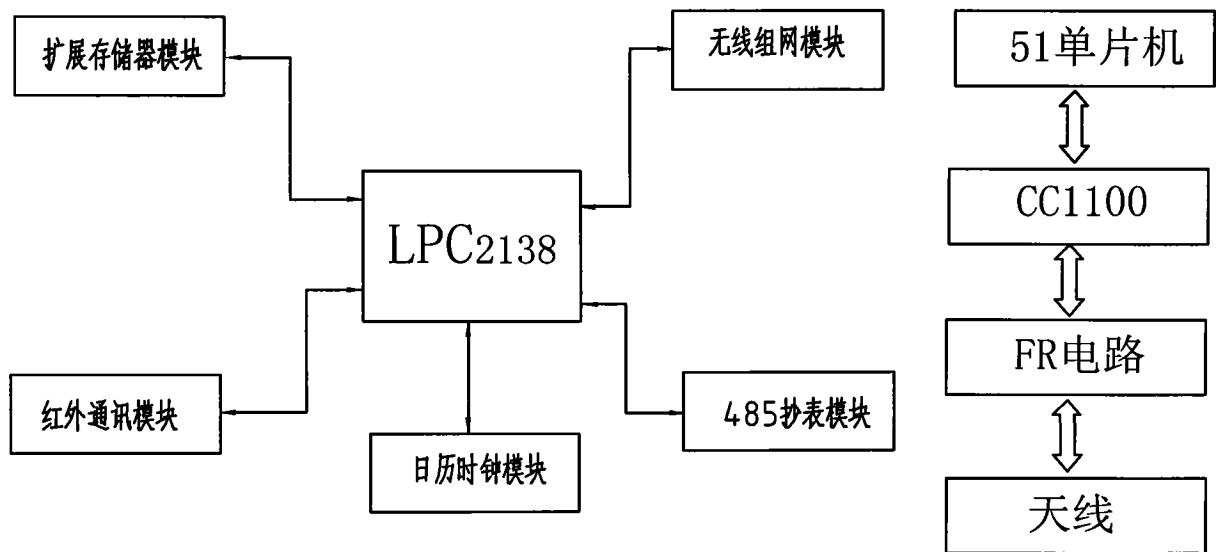 扩展存储器模块
无线组网模块
51单片机
LPC2138
CC1100
FR电路
红外通讯模块
485抄表模块
日历时钟模块
天线